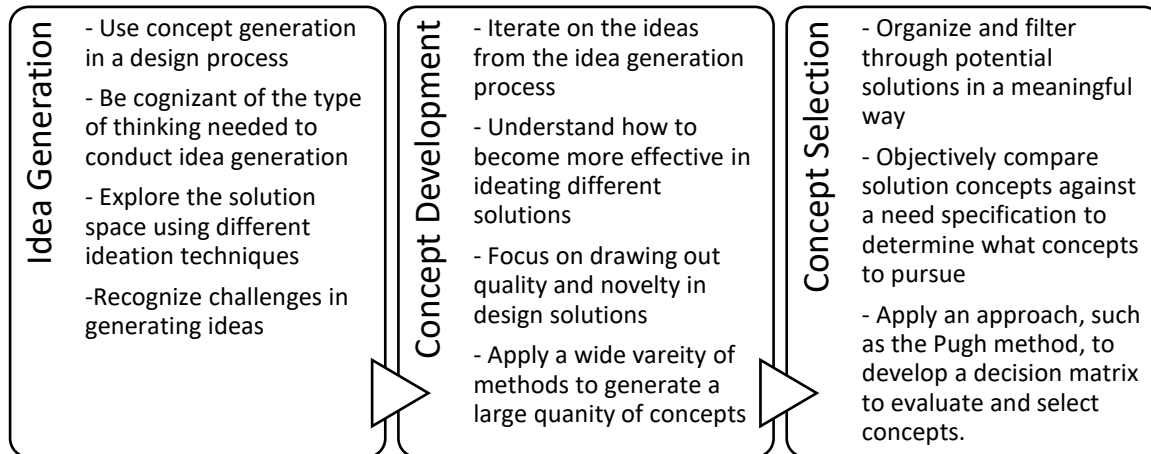 Idea Generation
- Use concept generation
in a design process
- Be cognizant of the type
of thinking needed to
conduct idea generation
- Explore the solution
space using different
ideation techniques
-Recognize challenges in
generating ideas
Concept Development
- Iterate on the ideas
from the idea generation
process
- Understand how to
become more effective in
ideating different
solutions
- Focus on drawing out
quality and novelty in
design solutions
- Apply a wide vareity of
methods to generate a
large quanity of concepts
Concept Selection
- Organize and filter
through potential
solutions in a meaningful
way
- Objectively compare
solution concepts against
a need specification to
determine what concepts
to pursue
- Apply an approach, such
as the Pugh method, to
develop a decision matrix
to evaluate and select
concepts.